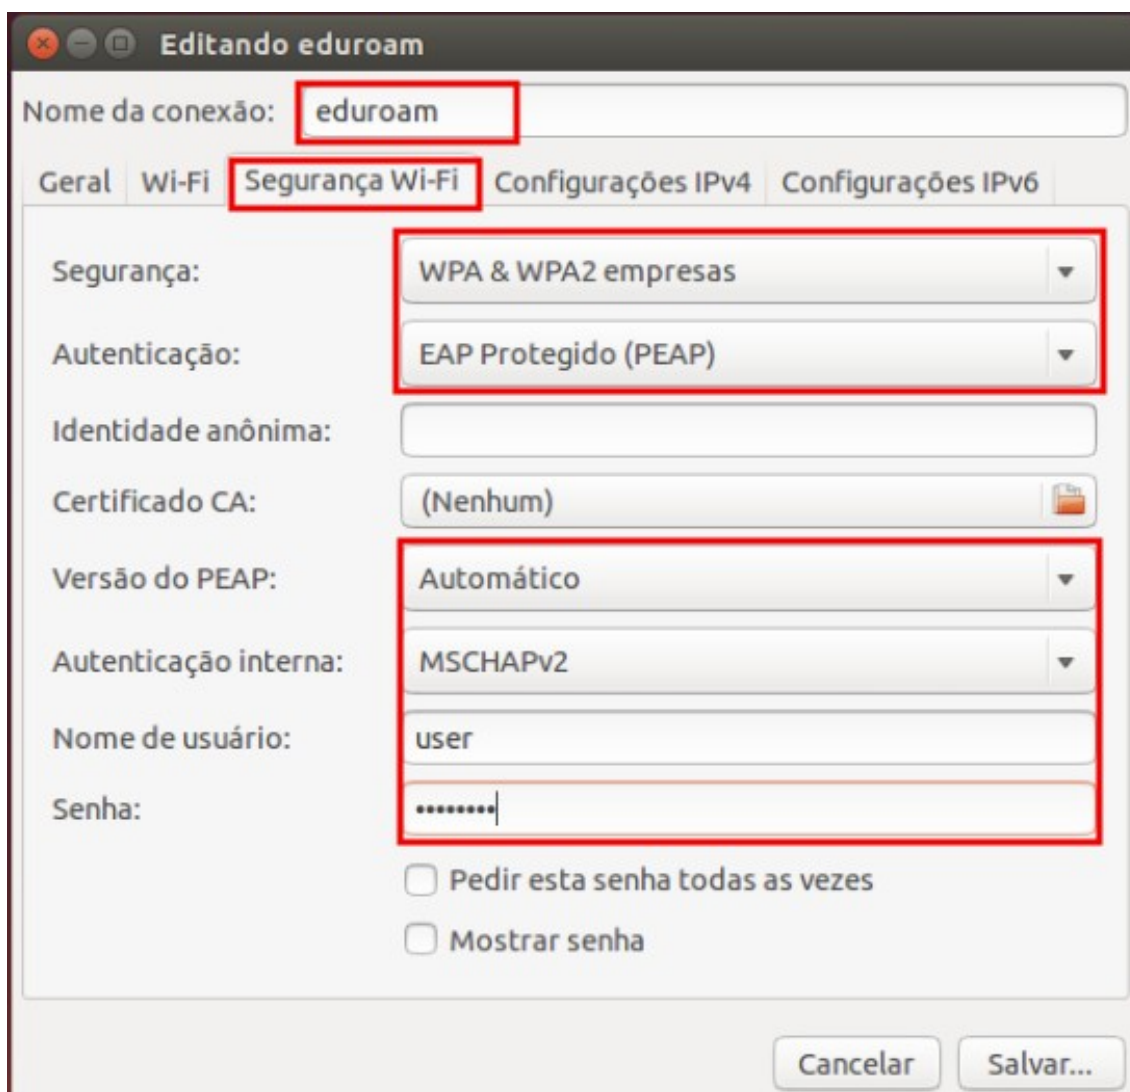 Editando eduroam
Nome da conexão: eduroam
Geral Wi-Fi Segurança Wi-Fi Configurações IPv4 Configurações IPv6
Segurança: WPA & WPA2 empresas
Autenticação: EAP Protegido (PEAP)
Identidade anônima:
Certificado CA: (Nenhum)
Versão do PEAP: Automático
Autenticação interna: MSCHAPv2
Nome de usuário: user
Senha: ••••••••
Pedir esta senha todas as vezes
Mostrar senha
Cancelar Salvar...